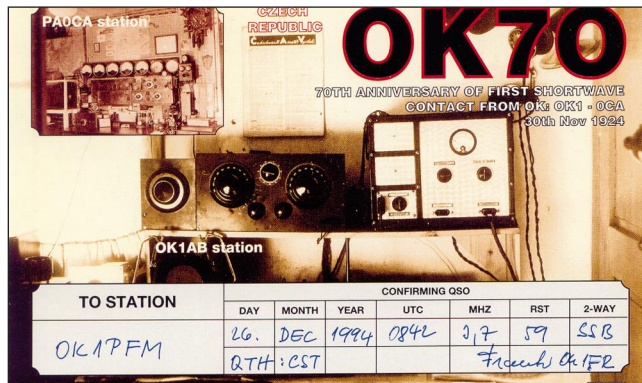 PA0CA station
CZECH
REPUBLIC
OK70
70TH ANNIVERSARY OF FIRST SHORTWAVE
CONTACT FROM OK: OK1 - 0CA
30th Nov 1924
OK1AB station
TO STATION
CONFIRMING QSO
DAY MONTH YEAR UTC MHZ RST 2-WAY
OK1PFM
26. DEC 1994 0842 3,7 59 SSB
QTH: CST
OK1FR